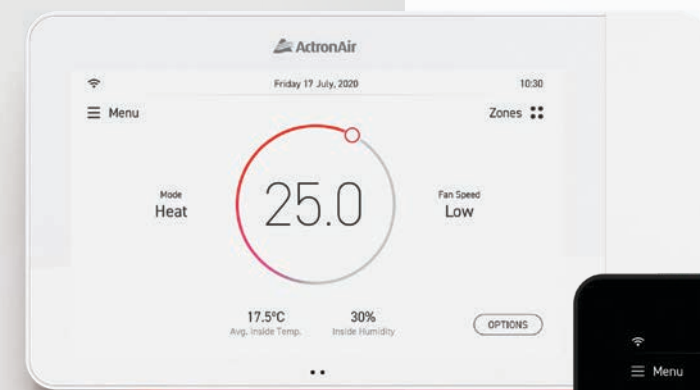 ActronAir
Friday 17 July, 2020
10:30
Menu
Zones
Mode
Heat
25.0
Fan Speed
Low
17.5°C
Avg. Inside Temp.
30%
Inside Humidity
OPTIONS
Menu